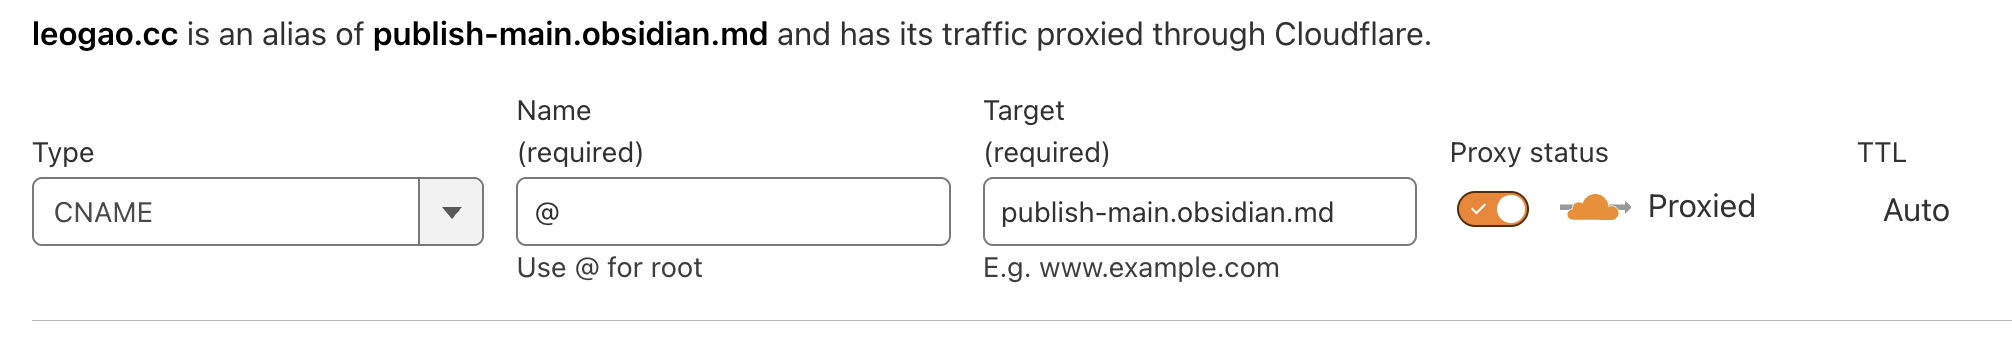 leogao.cc is an alias of publish-main.obsidian.md and has its traffic proxied through Cloudflare.
Type
Name
(required)
Target
(required)
Proxy status
TTL
CNAME
@
publish-main.obsidian.md
Proxied
Auto
Use @ for root
E.g. www.example.com